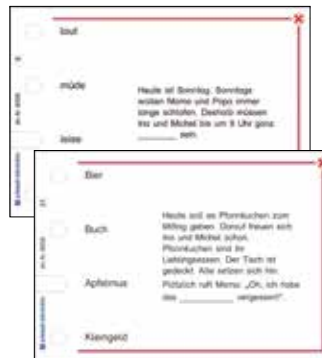 laut
müde
leise
Heute ist Sonntag. Sonntags
wollen Mama und Papa immer
lange schlafen. Deshalb müssen
Ina und Michel bis um 9 Uhr ganz
_______ sein.
Bier
Buch
Apfelmus
Kleingeld
Heute soll es Pfannkuchen zum
Mittag geben. Darauf freuen sich
Ina und Michel schon.
Pfannkuchen sind ihr
Lieblingsessen. Der Tisch ist
gedeckt. Alle setzen sich hin.
Plötzlich ruft Mama: „Oh, ich habe
das _____________ vergessen!".